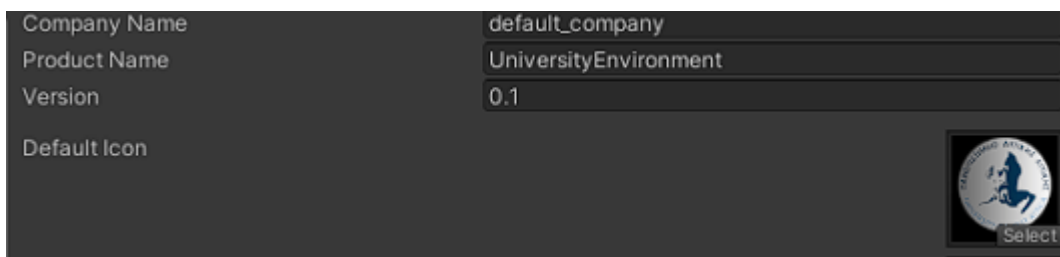 Company Name default_company
Product Name UniversityEnvironment
Version 0.1
Default Icon
Select